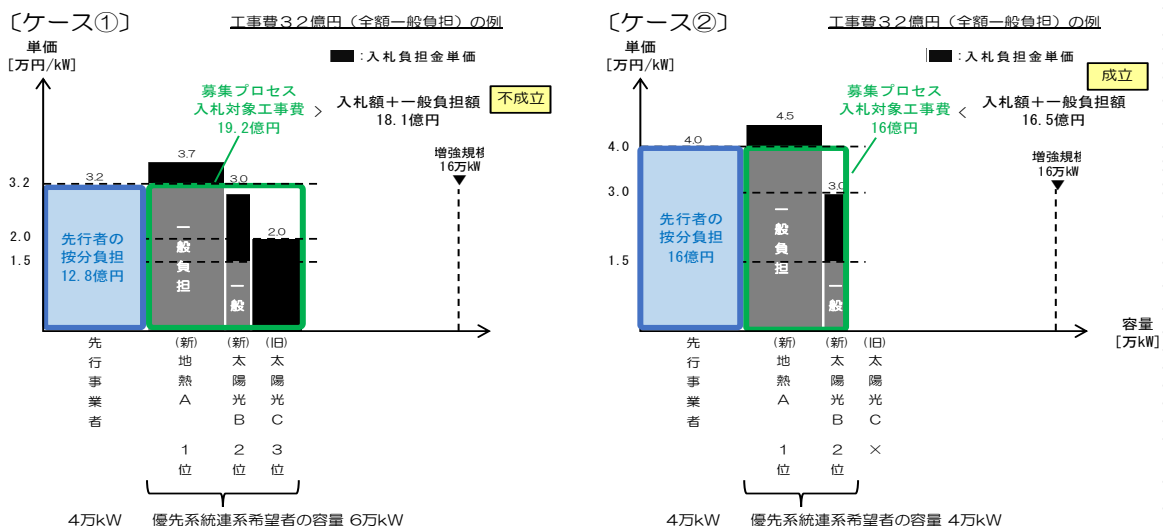 〔ケース①〕
工事費32億円（全額一般負担）の例
単価
[万円/kW]
：入札負担金単価
募集プロセス
入札対象工事費
19.2億円
>
入札額＋一般負担額
18.1億円
不成立
3.7
3.2
3.2
3.0
2.0
2.0
1.5
増強規模
16万kW
先行者の
按分負担
12.8億円
一般負担
一般
先行事業者
(新)地熱A 1位
(新)太陽光B 2位
(旧)太陽光C 3位
4万kW
優先系統連系希望者の容量 6万kW
〔ケース②〕
工事費32億円（全額一般負担）の例
単価
[万円/kW]
：入札負担金単価
募集プロセス
入札対象工事費
16億円
<
入札額＋一般負担額
16.5億円
成立
4.5
4.0
4.0
3.0
3.0
1.5
増強規模
16万kW
先行者の
按分負担
16億円
一般負担
一般
容量
[万kW]
先行事業者
(新)地熱A 1位
(新)太陽光B 2位
(旧)太陽光C ×
4万kW
優先系統連系希望者の容量 4万kW